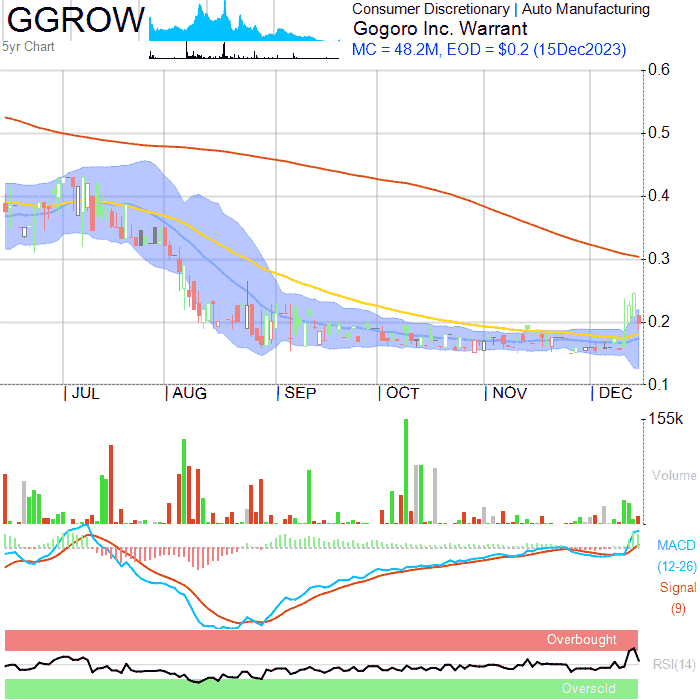 GGROW
5yr Chart
Consumer Discretionary | Auto Manufacturing
Gogoro Inc. Warrant
MC = 48.2M, EOD = $0.2 (15Dec2023)
0.6
0.5
0.4
0.3
0.2
0.1
| JUL | AUG | SEP | OCT | NOV | DEC
155k
Volume
MACD
(12-26)
Signal
(9)
Overbought
RSI(14)
Oversold